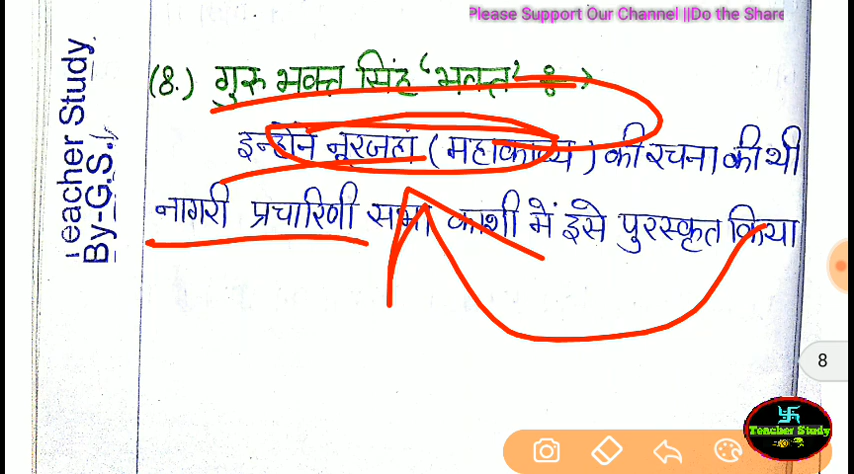 Please Support Our Channel ||Do the Share
Teacher Study
By-G.S.
(8.) गुरु भक्त सिंह 'भक्त' :->
इन्होंने नूरजहां (महाकाव्य) की रचना की थी
नागरी प्रचारिणी सभा काशी में इसे पुरस्कृत किया
8
Teacher Study